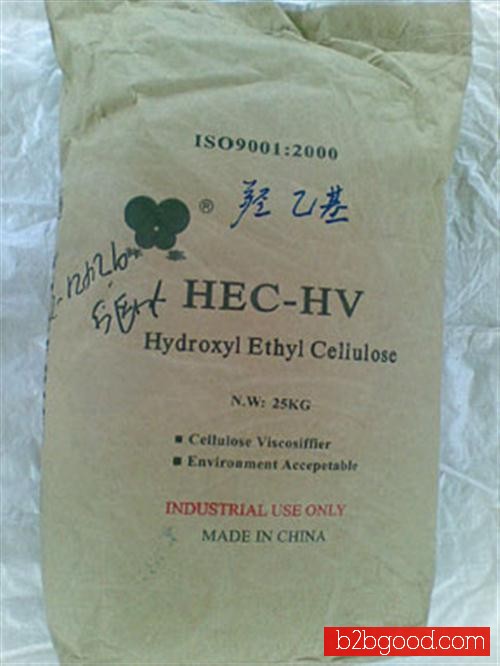 ISO9001:2000
® 羟乙基
HEC-HV
Hydroxyl Ethyl Celiulose
N.W: 25KG
■ Cellulose Viscosiffier
■ Environment Accepetable
INDUSTRIAL USE ONLY
MADE IN CHINA
b2bgood.com